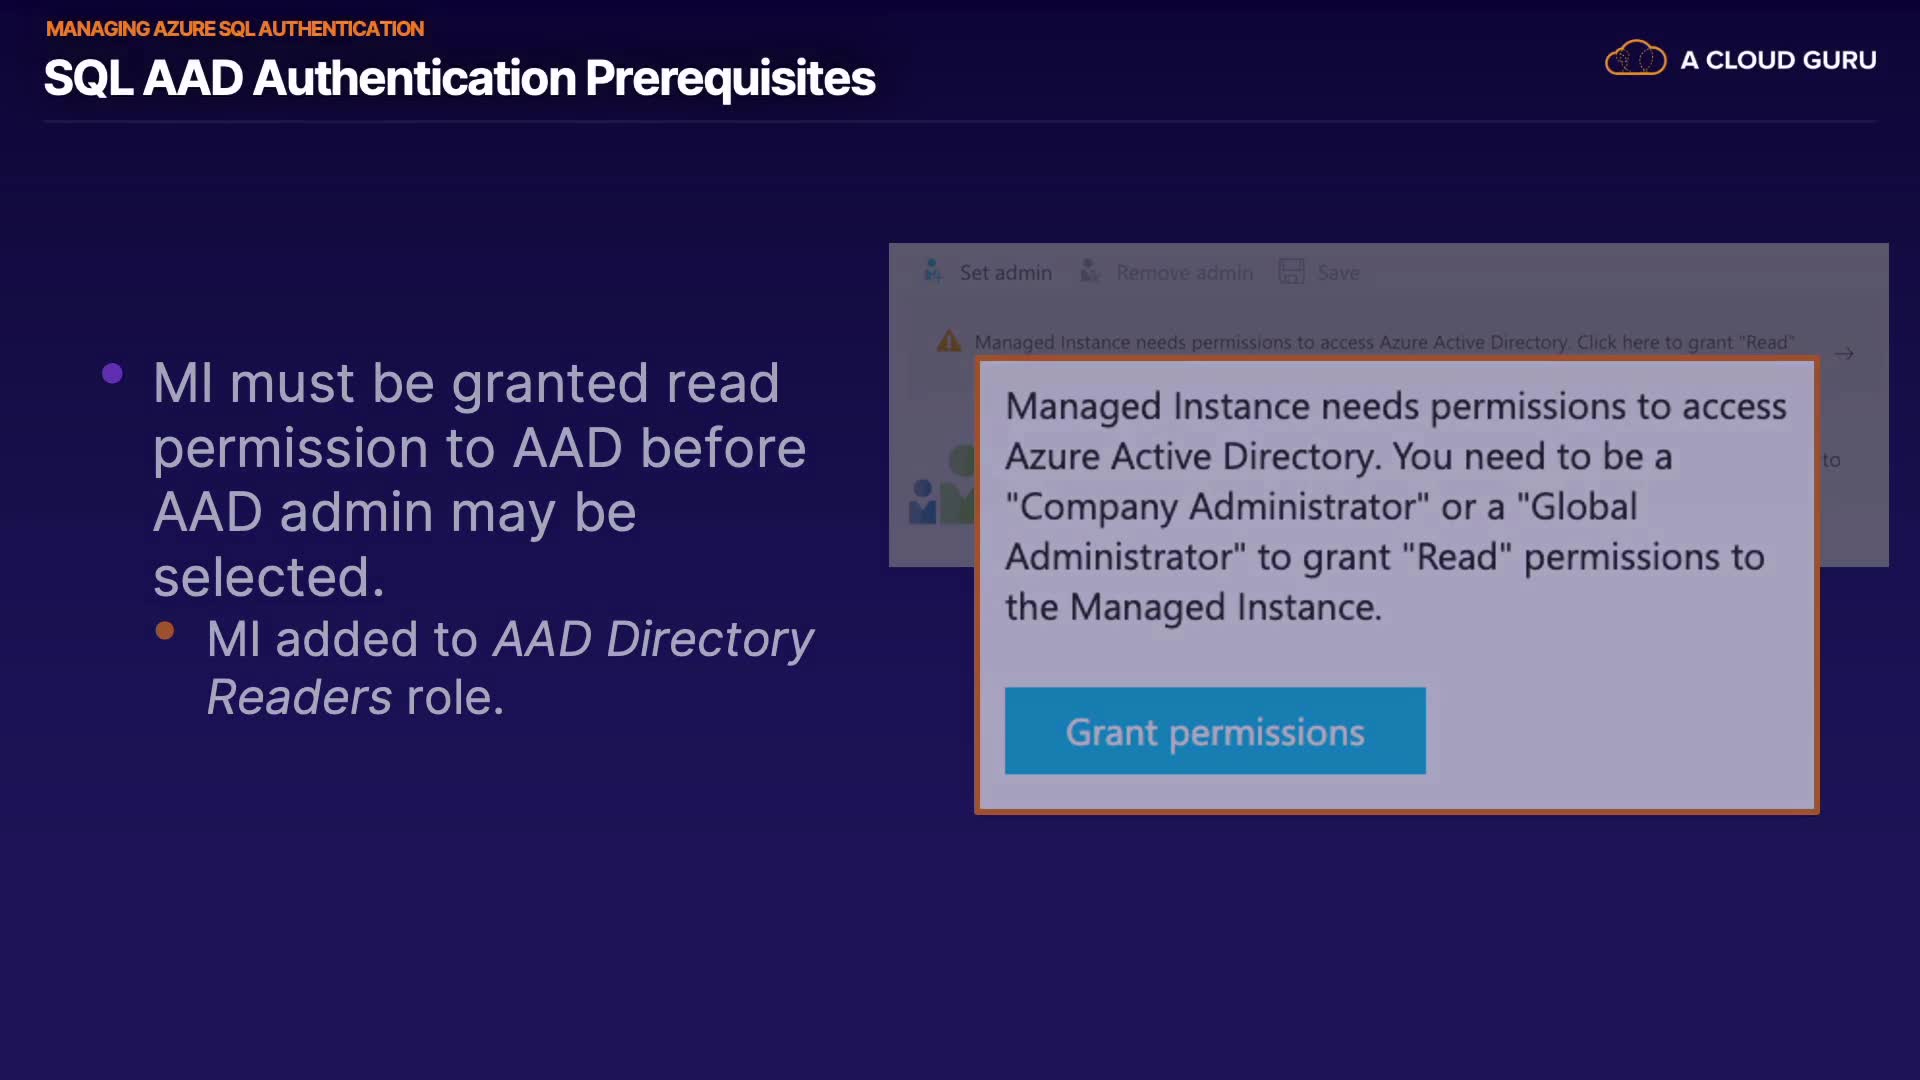 MANAGING AZURE SQL AUTHENTICATION
SQL AAD Authentication Prerequisites
A CLOUD GURU
MI must be granted read
permission to AAD before
AAD admin may be
selected.
MI added to AAD Directory
Readers role.
Set admin Remove admin Save
Managed Instance needs permissions to access Azure Active Directory. Click here to grant "Read"
to
Managed Instance needs permissions to access
Azure Active Directory. You need to be a
"Company Administrator" or a "Global
Administrator" to grant "Read" permissions to
the Managed Instance.
Grant permissions